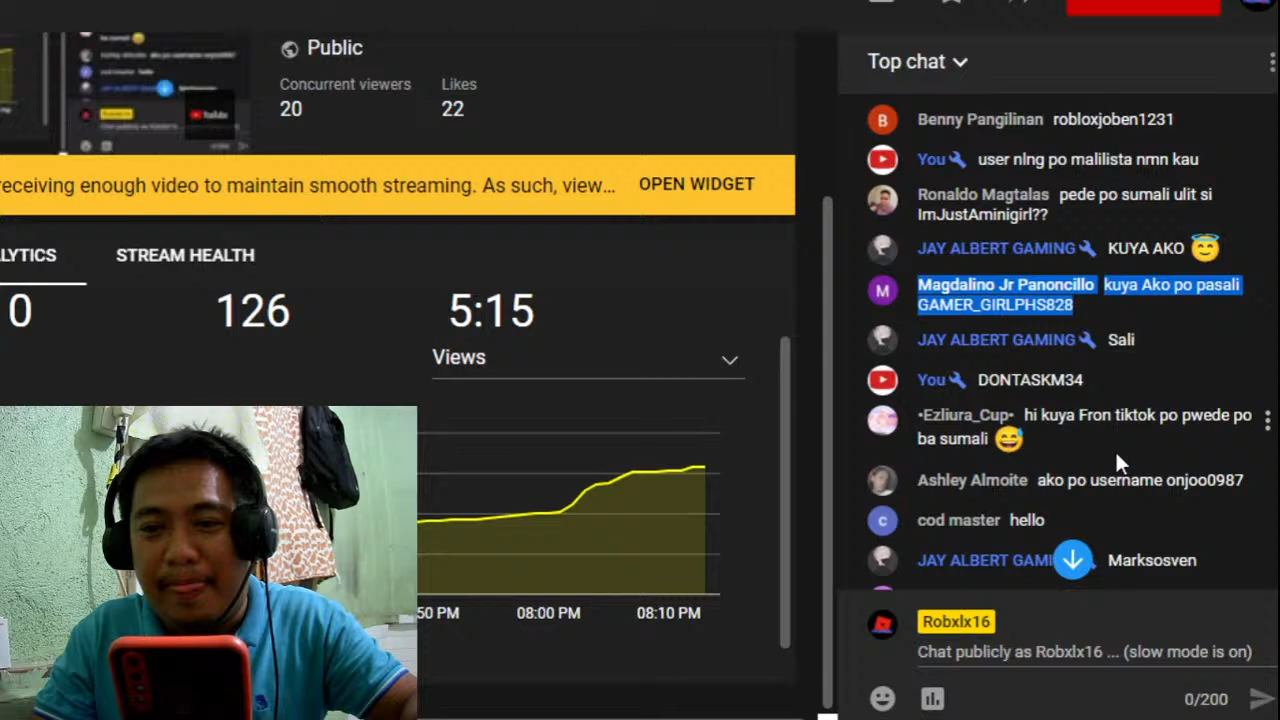 Public
Concurrent viewers
20
Likes
22
receiving enough video to maintain smooth streaming. As such, view...
OPEN WIDGET
LYTICS
STREAM HEALTH
0
126
5:15
Views
50 PM
08:00 PM
08:10 PM
Top chat
Benny Pangilinan robloxjoben1231
You user nlng po malilista nmn kau
Ronaldo Magtalas pede po sumali ulit si
ImJustAminigirl??
JAY ALBERT GAMING KUYA AKO
Magdalino Jr Panoncillo kuya Ako po pasali
GAMER_GIRLPHS828
JAY ALBERT GAMING Sali
You DONTASKM34
•Ezliura_Cup• hi kuya Fron tiktok po pwede po
ba sumali
Ashley Almoite ako po username onjoo0987
cod master hello
JAY ALBERT GAMI Marksosven
Robxlx16
Chat publicly as Robxlx16 ... (slow mode is on)
0/200